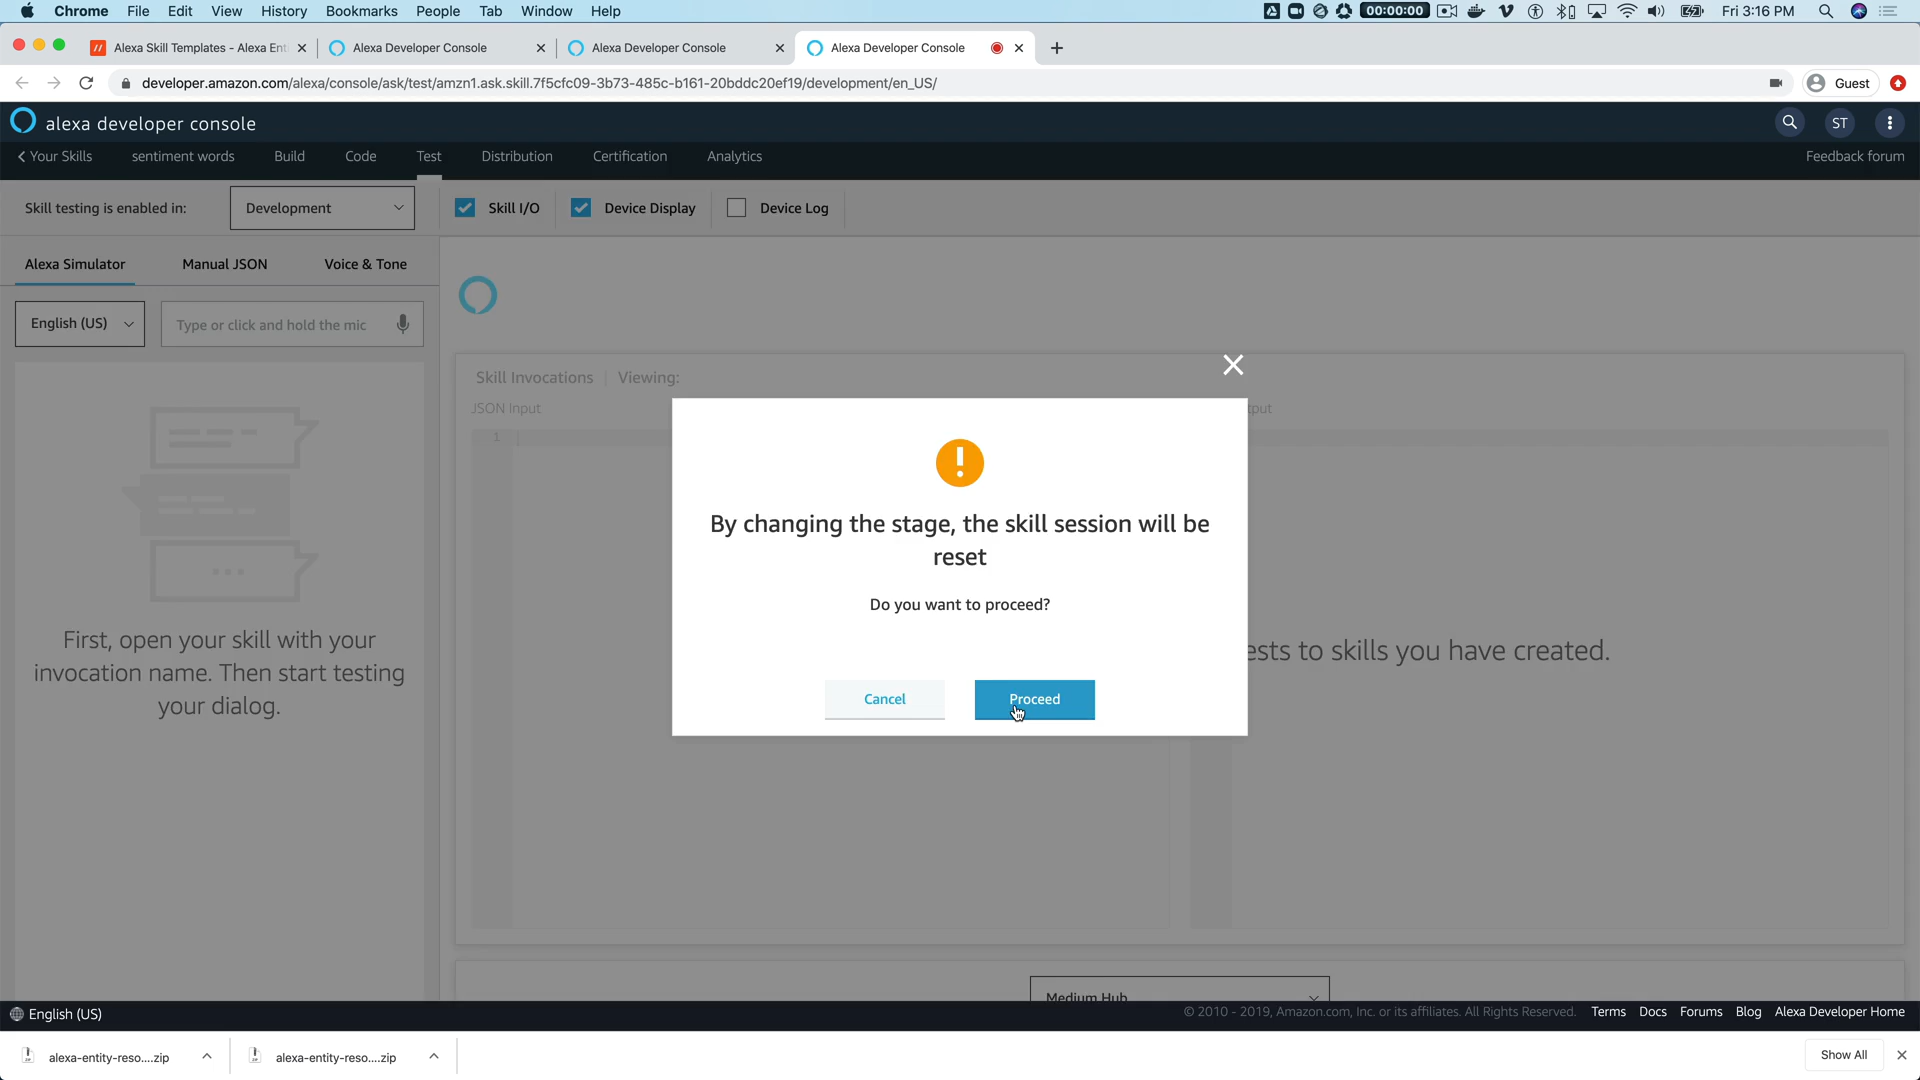 Chrome File Edit View History Bookmarks People Tab Window Help 00:00:00 Fri 3:16 PM
Alexa Skill Templates - Alexa Ent Alexa Developer Console Alexa Developer Console Alexa Developer Console
developer.amazon.com/alexa/console/ask/test/amzn1.ask.skill.7f5cfc09-3b73-485c-b161-20bddc20ef19/development/en_US/ Guest
alexa developer console ST
Your Skills sentiment words Build Code Test Distribution Certification Analytics Feedback forum
Skill testing is enabled in: Development Skill I/O Device Display Device Log
Alexa Simulator Manual JSON Voice & Tone
English (US) Type or click and hold the mic
Skill Invocations Viewing:
JSON Input tput
1
By changing the stage, the skill session will be
reset
Do you want to proceed?
First, open your skill with your
invocation name. Then start testing
your dialog.
ests to skills you have created.
Cancel Proceed
Medium Hub
English (US) © 2010 - 2019, Amazon.com, Inc. or its affiliates. All Rights Reserved. Terms Docs Forums Blog Alexa Developer Home
alexa-entity-reso....zip alexa-entity-reso....zip Show All